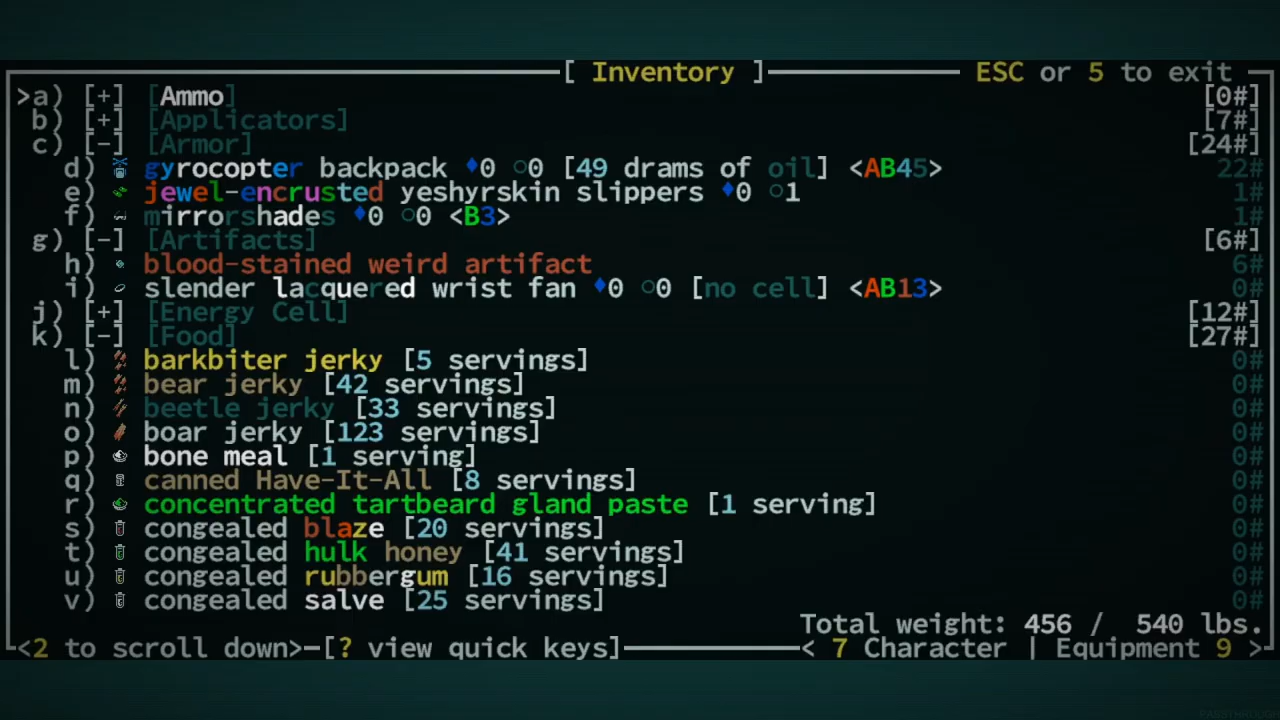 [ Inventory ] ESC or 5 to exit
>a) [+] [Ammo] [0#]
b) [+] [Applicators] [7#]
c) [-] [Armor] [24#]
d) gyrocopter backpack ♦0 ○0 [49 drams of oil] <AB45> 22#
e) jewel-encrusted yeshyrskin slippers ♦0 ○1 1#
f) mirrorshades ♦0 ○0 <B3> 1#
g) [-] [Artifacts] [6#]
h) blood-stained weird artifact 6#
i) slender lacquered wrist fan ♦0 ○0 [no cell] <AB13> 0#
j) [+] [Energy Cell] [12#]
k) [-] [Food] [27#]
l) barkbiter jerky [5 servings] 0#
m) bear jerky [42 servings] 0#
n) beetle jerky [33 servings] 0#
o) boar jerky [123 servings] 0#
p) bone meal [1 serving] 0#
q) canned Have-It-All [8 servings] 0#
r) concentrated tartbeard gland paste [1 serving] 0#
s) congealed blaze [20 servings] 0#
t) congealed hulk honey [41 servings] 0#
u) congealed rubbergum [16 servings] 0#
v) congealed salve [25 servings] 0#
Total weight: 456 / 540 lbs.
<2 to scroll down> [? view quick keys] < 7 Character | Equipment 9 >